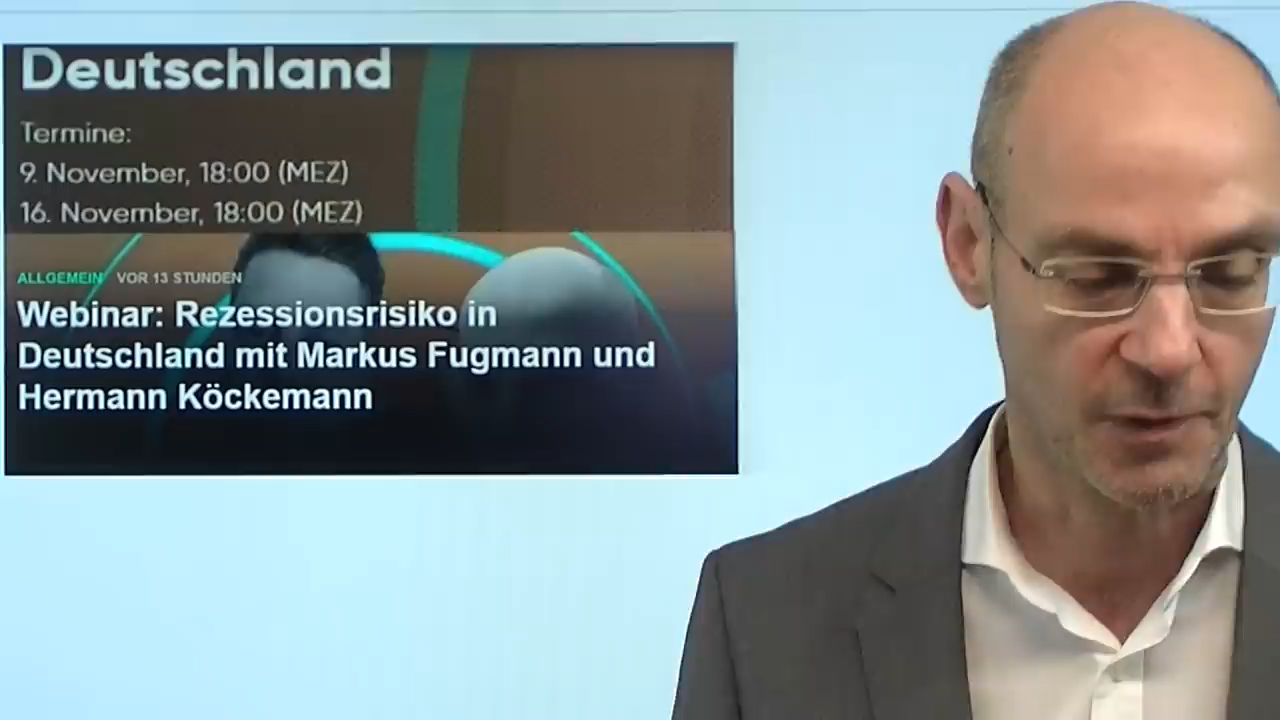 Deutschland
Termine:
9. November, 18:00 (MEZ)
16. November, 18:00 (MEZ)
ALLGEMEIN VOR 13 STUNDEN
Webinar: Rezessionsrisiko in
Deutschland mit Markus Fugmann und
Hermann Köckemann